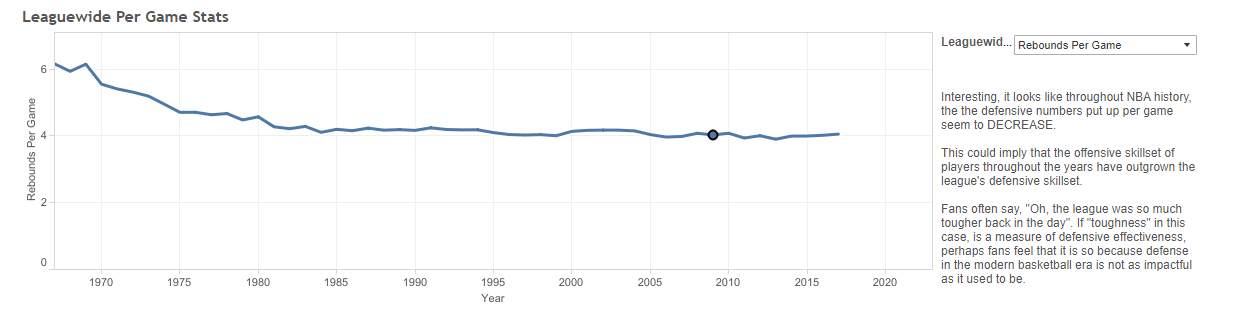 Leaguewide Per Game Stats
Leaguewid... Rebounds Per Game
6
4
2
0
Rebounds Per Game
1970 1975 1980 1985 1990 1995 2000 2005 2010 2015 2020
Year
Interesting, it looks like throughout NBA history,
the the defensive numbers put up per game
seem to DECREASE.
This could imply that the offensive skillset of
players throughout the years have outgrown the
league's defensive skillset.
Fans often say, "Oh, the league was so much
tougher back in the day". If "toughness" in this
case, is a measure of defensive effectiveness,
perhaps fans feel that it is so because defense
in the modern basketball era is not as impactful
as it used to be.